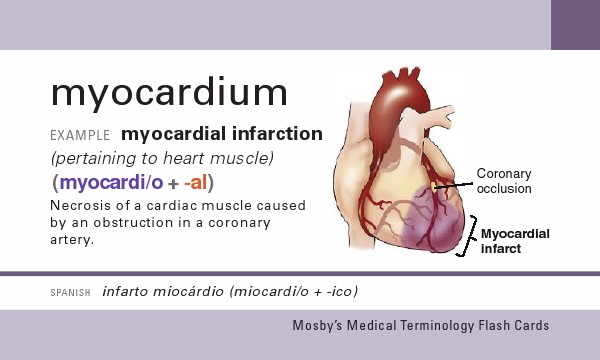 myocardium
EXAMPLE myocardial infarction
(pertaining to heart muscle)
(myocardi/o + -al)
Necrosis of a cardiac muscle caused
by an obstruction in a coronary
artery.
Coronary
occlusion
Myocardial
infarct
SPANISH infarto miocárdio (miocardi/o + -ico)
Mosby's Medical Terminology Flash Cards